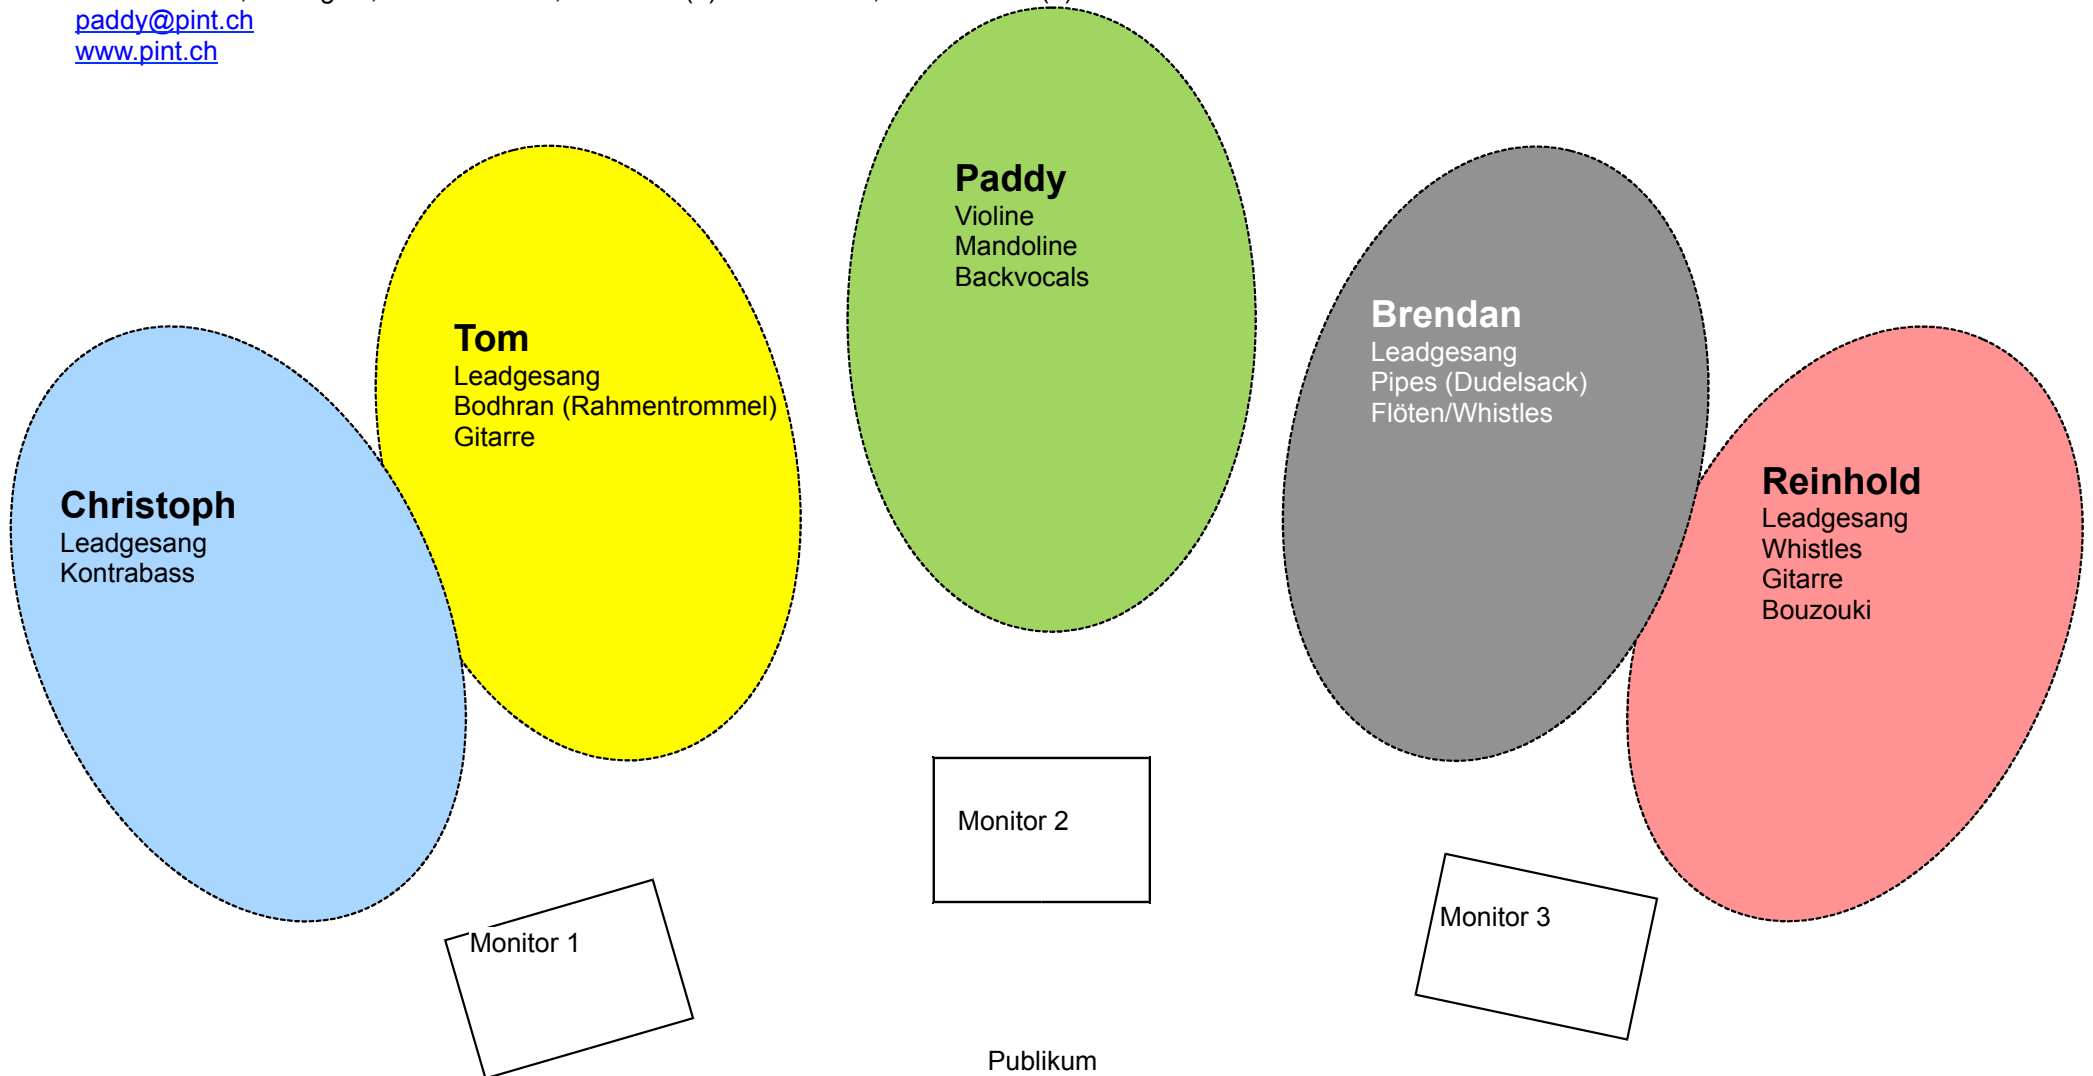 paddy@pint.ch
www.pint.ch
Paddy
Violine
Mandoline
Backvocals
Tom
Leadgesang
Bodhran (Rahmentrommel)
Gitarre
Brendan
Leadgesang
Pipes (Dudelsack)
Flöten/Whistles
Christoph
Leadgesang
Kontrabass
Reinhold
Leadgesang
Whistles
Gitarre
Bouzouki
Monitor 2
Monitor 1
Monitor 3
Publikum